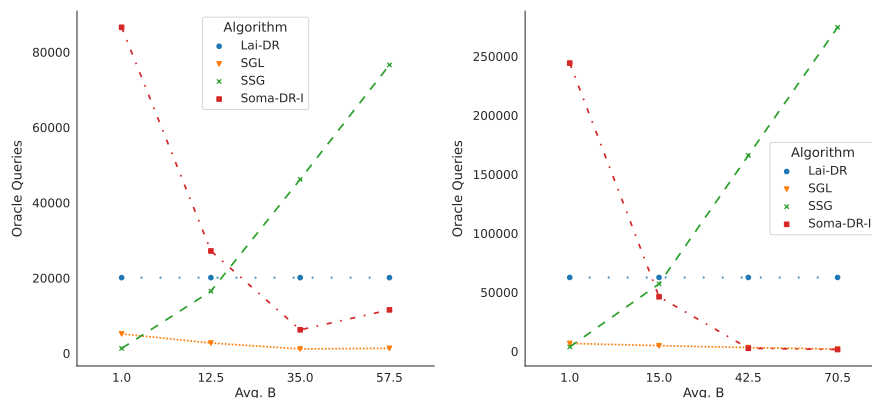 Algorithm
Lai-DR
SGL
SSG
Soma-DR-I
80000
60000
40000
20000
0
Oracle Queries
1.0 12.5 35.0 57.5
Avg. B
Algorithm
Lai-DR
SGL
SSG
Soma-DR-I
250000
200000
150000
100000
50000
0
Oracle Queries
1.0 15.0 42.5 70.5
Avg. B